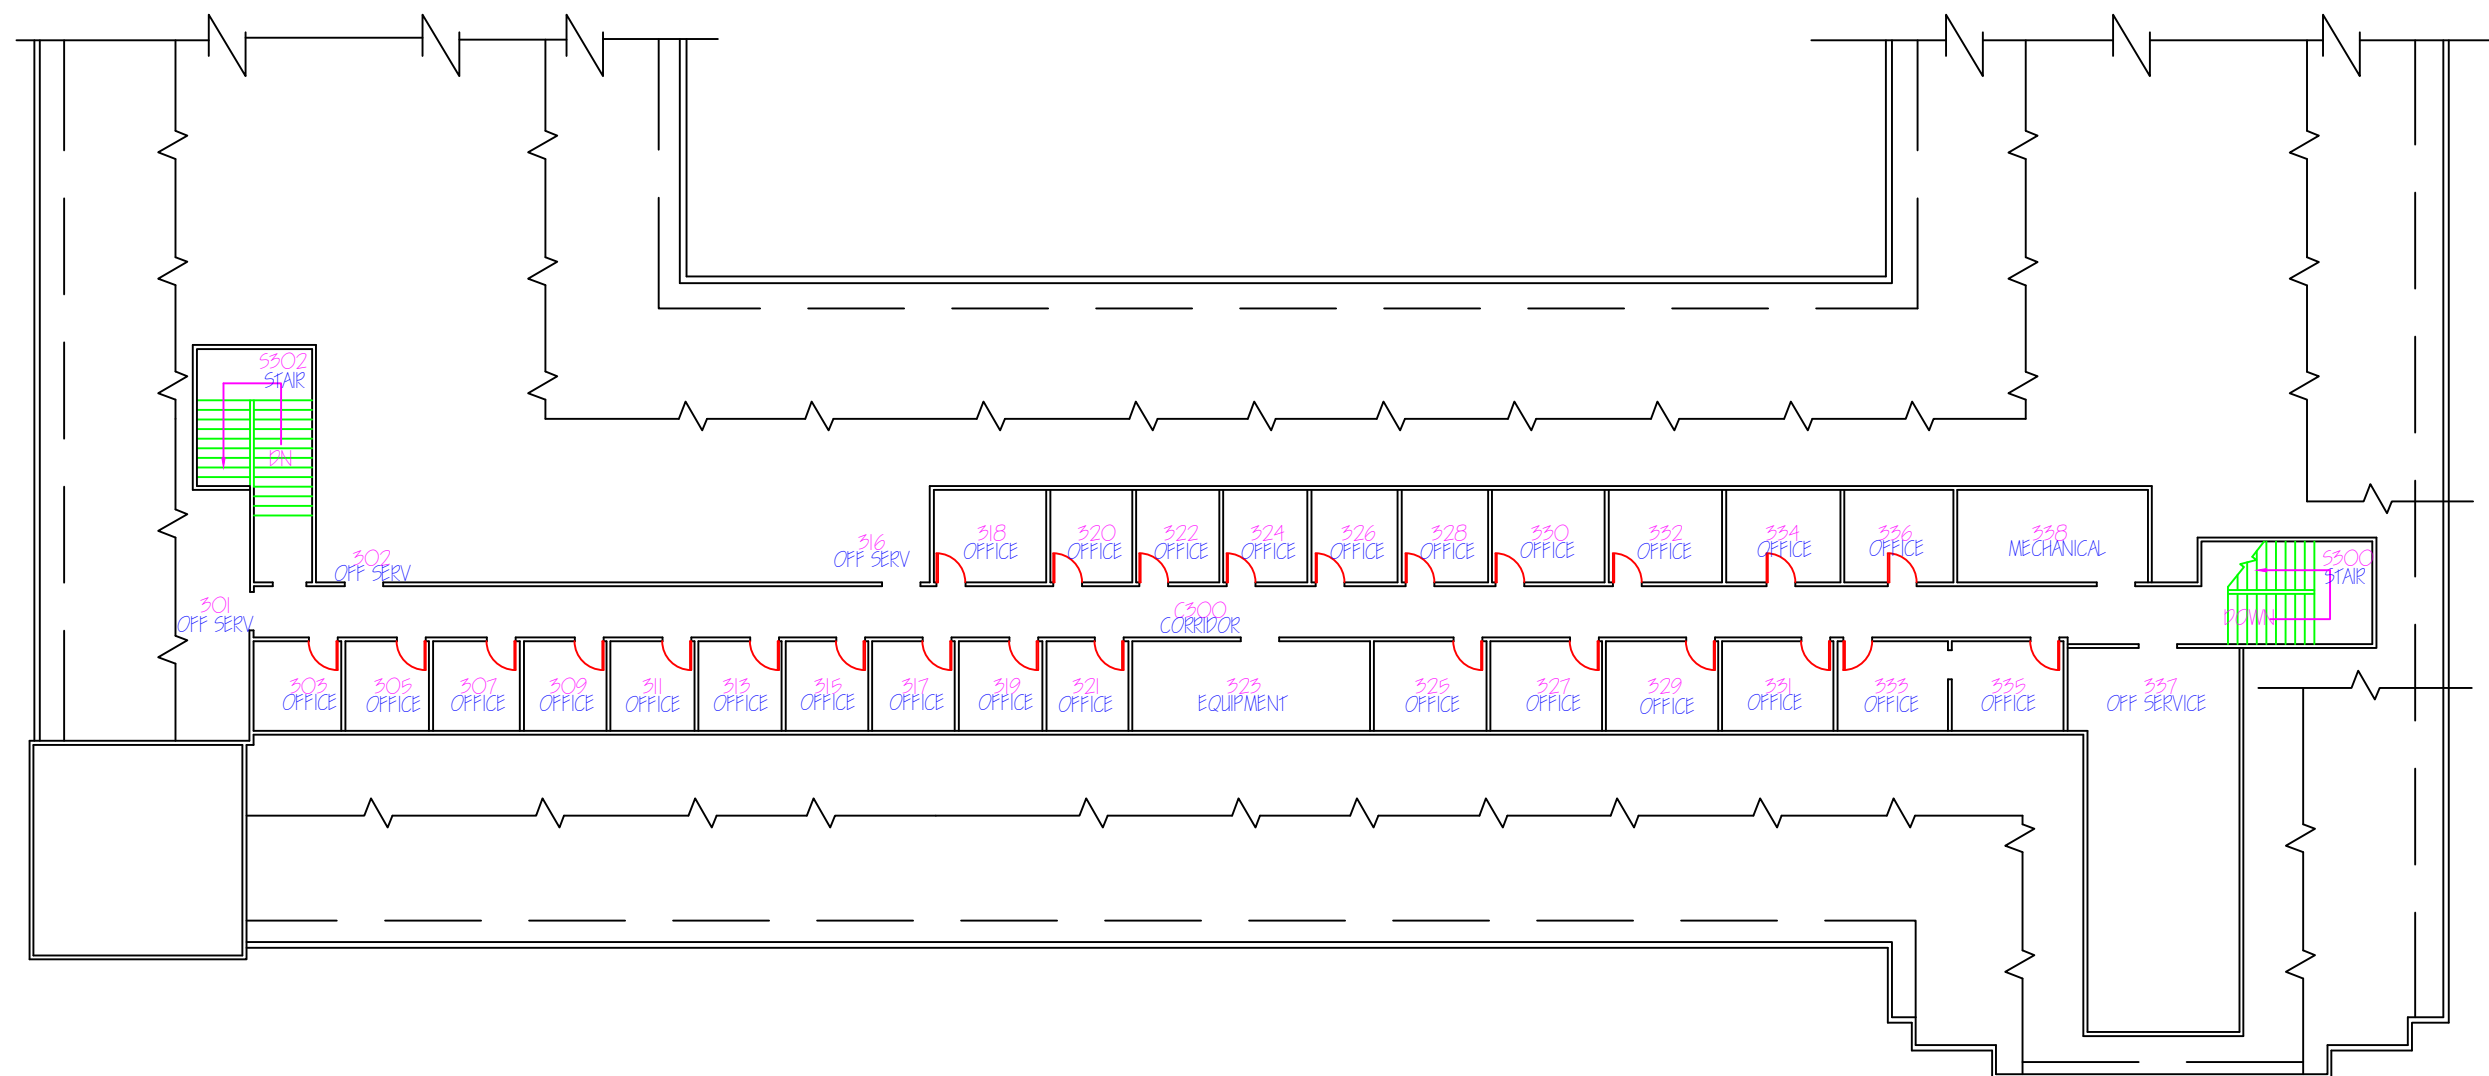 S302
STAIR
DN
302
OFF SERV
316
OFF SERV
318
OFFICE
320
OFFICE
322
OFFICE
324
OFFICE
326
OFFICE
328
OFFICE
330
OFFICE
332
OFFICE
334
OFFICE
336
OFFICE
338
MECHANICAL
S300
STAIR
DOWN
301
OFF SERV
C300
CORRIDOR
303
OFFICE
305
OFFICE
307
OFFICE
309
OFFICE
311
OFFICE
313
OFFICE
315
OFFICE
317
OFFICE
319
OFFICE
321
OFFICE
323
EQUIPMENT
325
OFFICE
327
OFFICE
329
OFFICE
331
OFFICE
333
OFFICE
335
OFFICE
337
OFF SERVICE